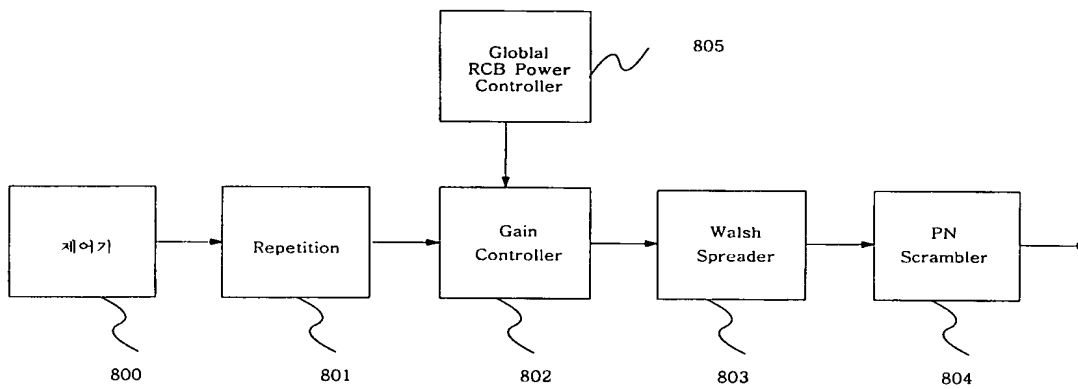 Globlal
RCB Power
Controller
805
제어기
Repetition
Gain
Controller
Walsh
Spreader
PN
Scrambler
800
801
802
803
804